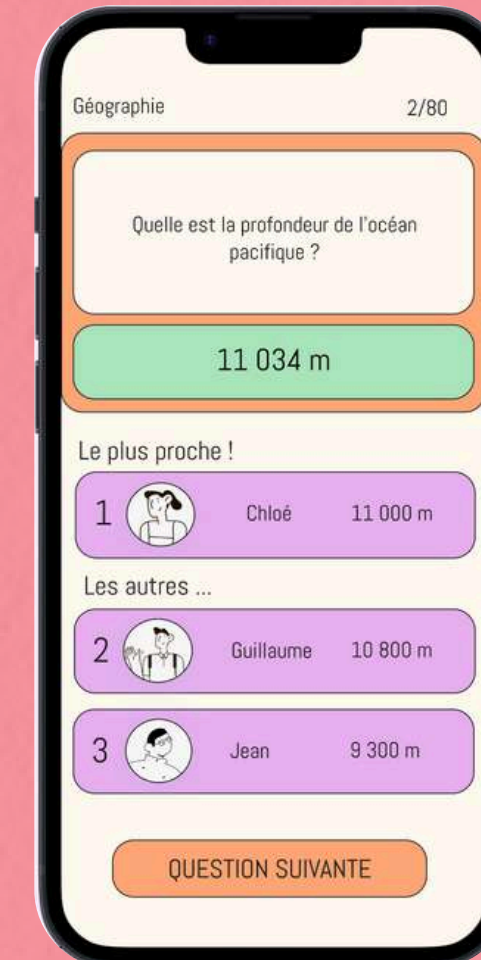 Géographie 2/80
Quelle est la profondeur de l'océan
pacifique ?
11 034 m
Le plus proche !
1 Chloé 11 000 m
Les autres ...
2 Guillaume 10 800 m
3 Jean 9 300 m
QUESTION SUIVANTE